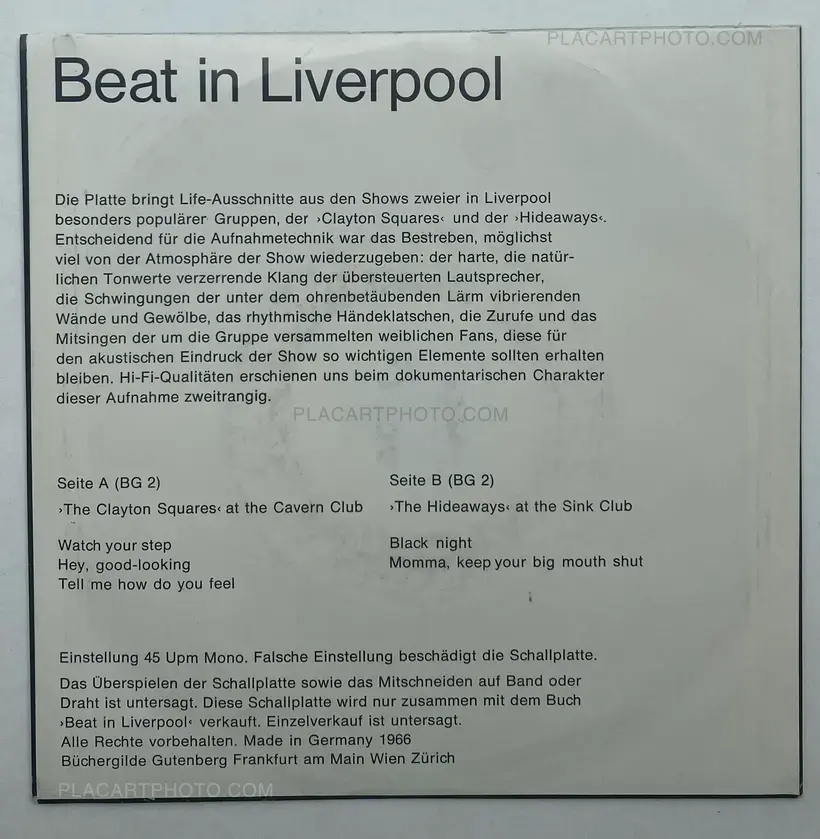 PLACARTPHOTO.COM
Beat in Liverpool
Die Platte bringt Life-Ausschnitte aus den Shows zweier in Liverpool
besonders populärer Gruppen, der ›Clayton Squares‹ und der ›Hideaways‹.
Entscheidend für die Aufnahmetechnik war das Bestreben, möglichst
viel von der Atmosphäre der Show wiederzugeben: der harte, die natür-
lichen Tonwerte verzerrende Klang der übersteuerten Lautsprecher,
die Schwingungen der unter dem ohrenbetäubenden Lärm vibrierenden
Wände und Gewölbe, das rhythmische Händeklatschen, die Zurufe und das
Mitsingen der um die Gruppe versammelten weiblichen Fans, diese für
den akustischen Eindruck der Show so wichtigen Elemente sollten erhalten
bleiben. Hi-Fi-Qualitäten erschienen uns beim dokumentarischen Charakter
dieser Aufnahme zweitrangig.
PLACARTPHOTO.COM
Seite A (BG 2)
›The Clayton Squares‹ at the Cavern Club
Watch your step
Hey, good-looking
Tell me how do you feel
Seite B (BG 2)
›The Hideaways‹ at the Sink Club
Black night
Momma, keep your big mouth shut
Einstellung 45 Upm Mono. Falsche Einstellung beschädigt die Schallplatte.
Das Überspielen der Schallplatte sowie das Mitschneiden auf Band oder
Draht ist untersagt. Diese Schallplatte wird nur zusammen mit dem Buch
›Beat in Liverpool‹ verkauft. Einzelverkauf ist untersagt.
Alle Rechte vorbehalten. Made in Germany 1966
Büchergilde Gutenberg Frankfurt am Main Wien Zürich
PLACARTPHOTO.COM